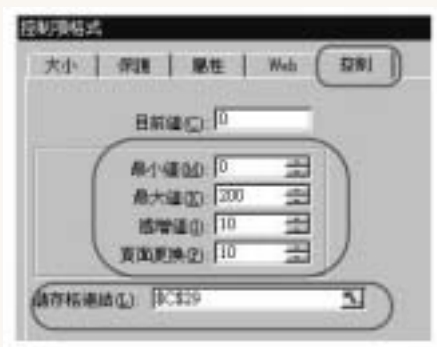 控制項格式
大小 保護 屬性 Web 控制
目前值(C): 0
最小值(M): 0
最大值(X): 200
遞增值(I): 10
頁面更換(P): 10
儲存格連結(L): $C$29